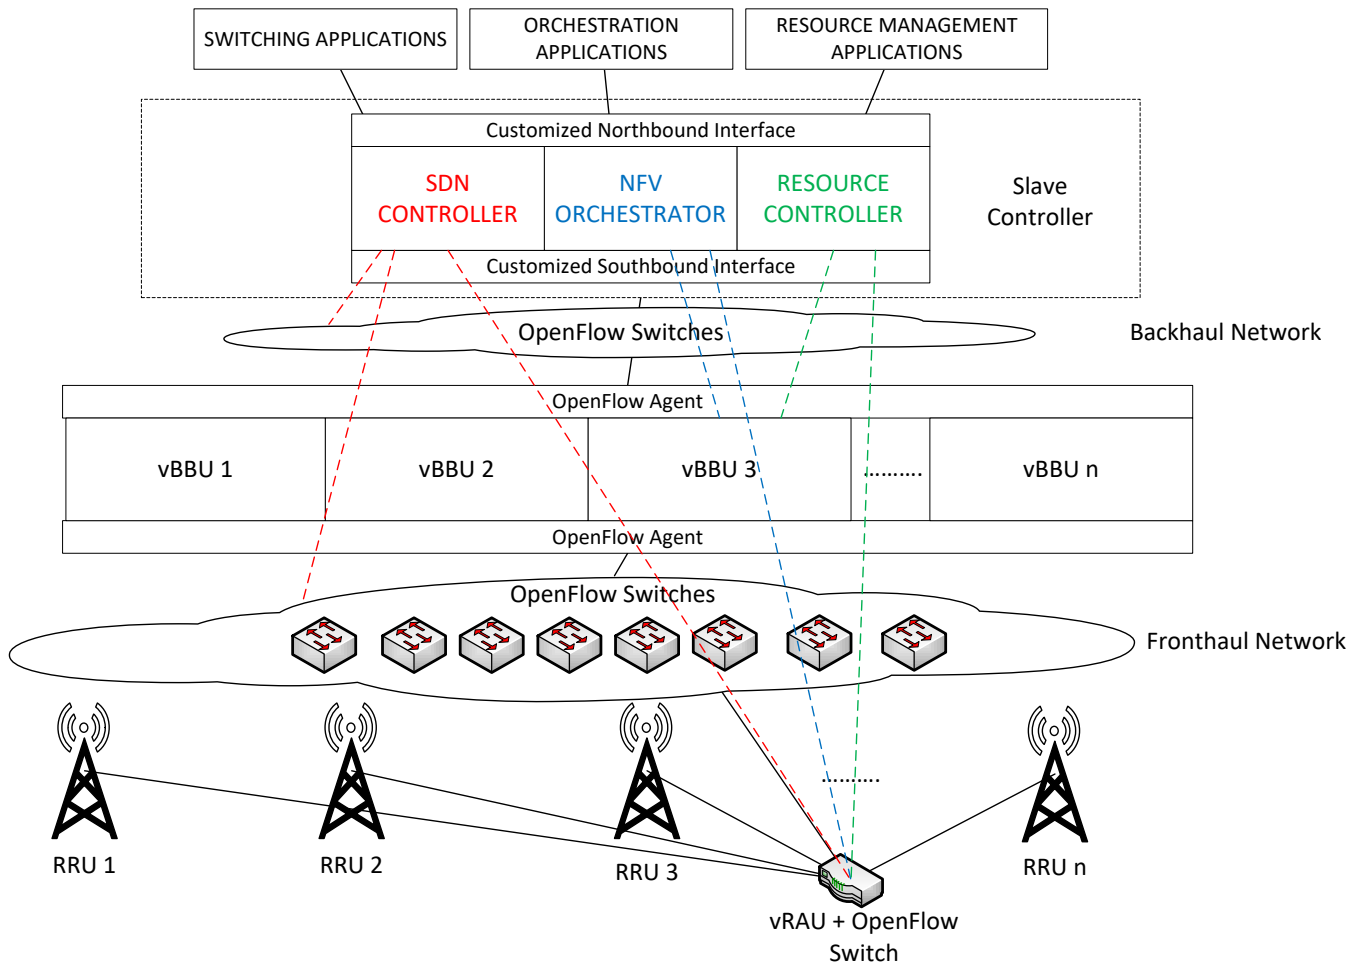 SWITCHING APPLICATIONS
ORCHESTRATION
APPLICATIONS
RESOURCE MANAGEMENT
APPLICATIONS
Customized Northbound Interface
SDN
CONTROLLER
NFV
ORCHESTRATOR
RESOURCE
CONTROLLER
Slave
Controller
Customized Southbound Interface
OpenFlow Switches
Backhaul Network
OpenFlow Agent
vBBU 1
vBBU 2
vBBU 3
..........
vBBU n
OpenFlow Agent
OpenFlow Switches
Fronthaul Network
..........
RRU 1
RRU 2
RRU 3
RRU n
vRAU + OpenFlow
Switch